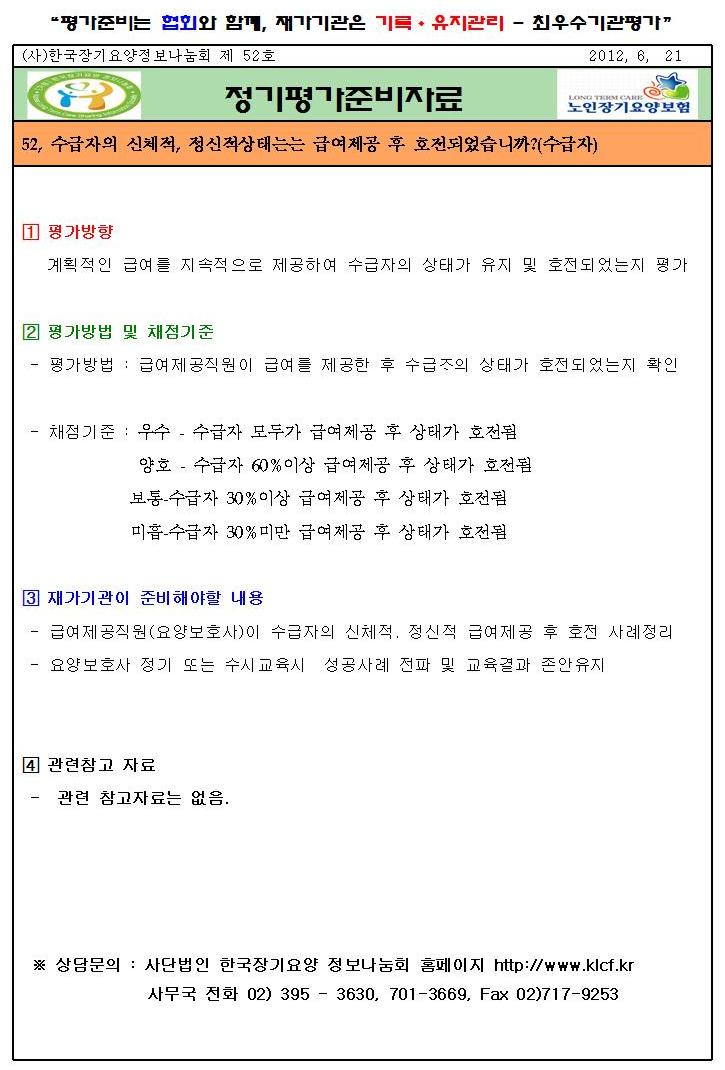 “평가준비는 협회와 함께, 재가기관은 기록·유지관리 - 최우수기관평가”
(사)한국장기요양정보나눔회 제 52호 2012, 6, 21
정기평가준비자료
LONG TERM CARE
노인장기요양보험
52, 수급자의 신체적, 정신적상태는는 급여제공 후 호전되었습니까?(수급자)
1 평가방향
계획적인 급여를 지속적으로 제공하여 수급자의 상태가 유지 및 호전되었는지 평가
2 평가방법 및 채점기준
- 평가방법 : 급여제공직원이 급여를 제공한 후 수급즈의 상태가 호전되었는지 확인
- 채점기준 : 우수 - 수급자 모두가 급여제공 후 상태가 호전됨
양호 - 수급자 60%이상 급여제공 후 상태가 호전됨
보통-수급자 30%이상 급여제공 후 상태가 호전됨
미흡-수급자 30%미만 급여제공 후 상태가 호전됨
3 재가기관이 준비해야할 내용
- 급여제공직원(요양보호사)이 수급자의 신체적. 정신적 급여제공 후 호전 사례정리
- 요양보호사 정기 또는 수시교육시 성공사례 전파 및 교육결과 존안유지
4 관련참고 자료
- 관련 참고자료는 없음.
※ 상담문의 : 사단법인 한국장기요양 정보나눔회 홈페이지 http://www.klcf.kr
사무국 전화 02) 395 - 3630, 701-3669, Fax 02)717-9253